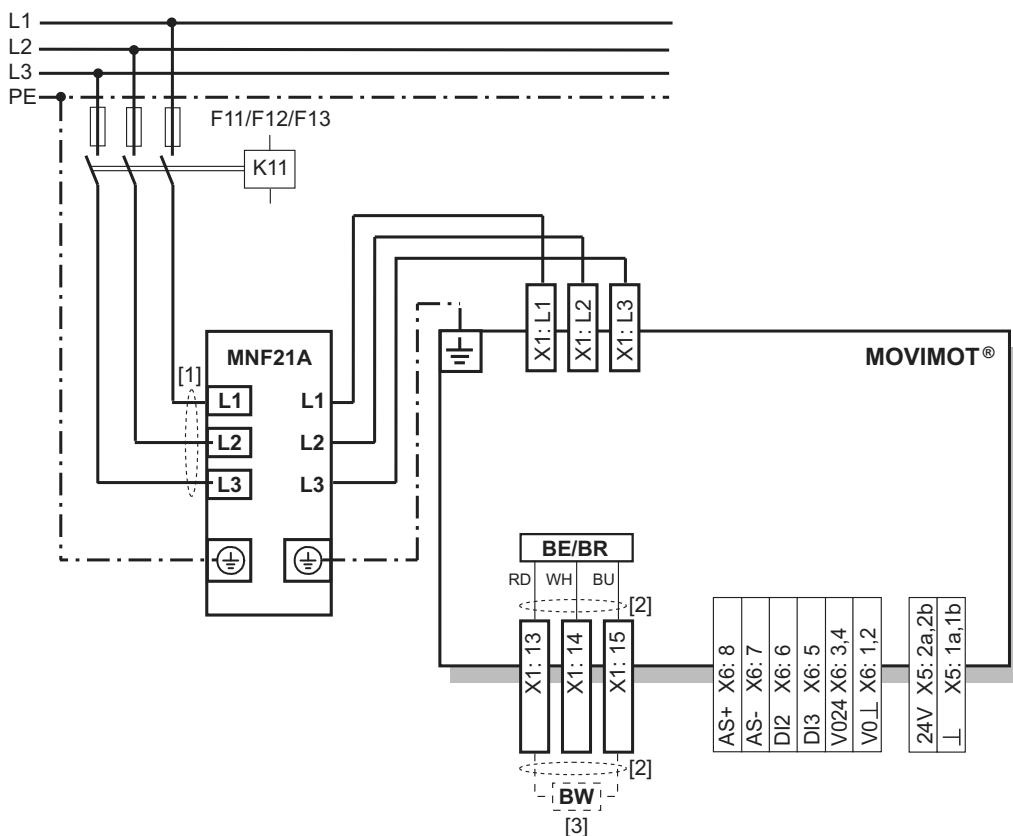 L1
L2
L3
PE
F11/F12/F13
K11
X1: L1
X1: L2
X1: L3
MNF21A
MOVIMOT®
[1]
L1 L1
L2 L2
L3 L3
BE/BR
RD WH BU
[2]
X1: 13
X1: 14
X1: 15
AS+ X6: 8
AS- X6: 7
DI2 X6: 6
DI3 X6: 5
V024 X6: 3,4
V0⊥ X6: 1,2
24V X5: 2a,2b
⊥ X5: 1a,1b
[2]
BW
[3]